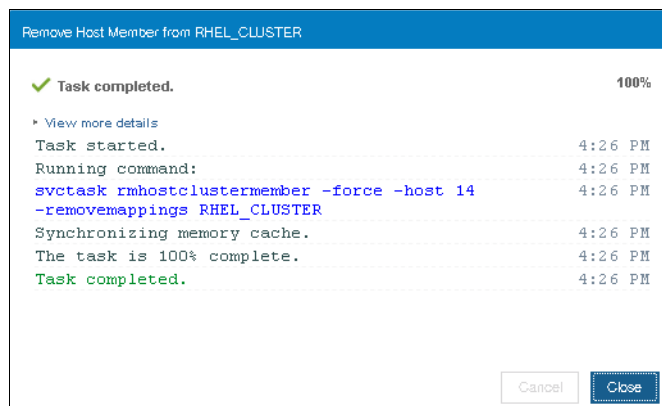 Remove Host Member from RHEL_CLUSTER
Task completed. 100%
View more details
Task started. 4:26 PM
Running command: 4:26 PM
svctask rmhostclustermember -force -host 14 4:26 PM
-removemappings RHEL_CLUSTER
Synchronizing memory cache. 4:26 PM
The task is 100% complete. 4:26 PM
Task completed. 4:26 PM
Cancel Close